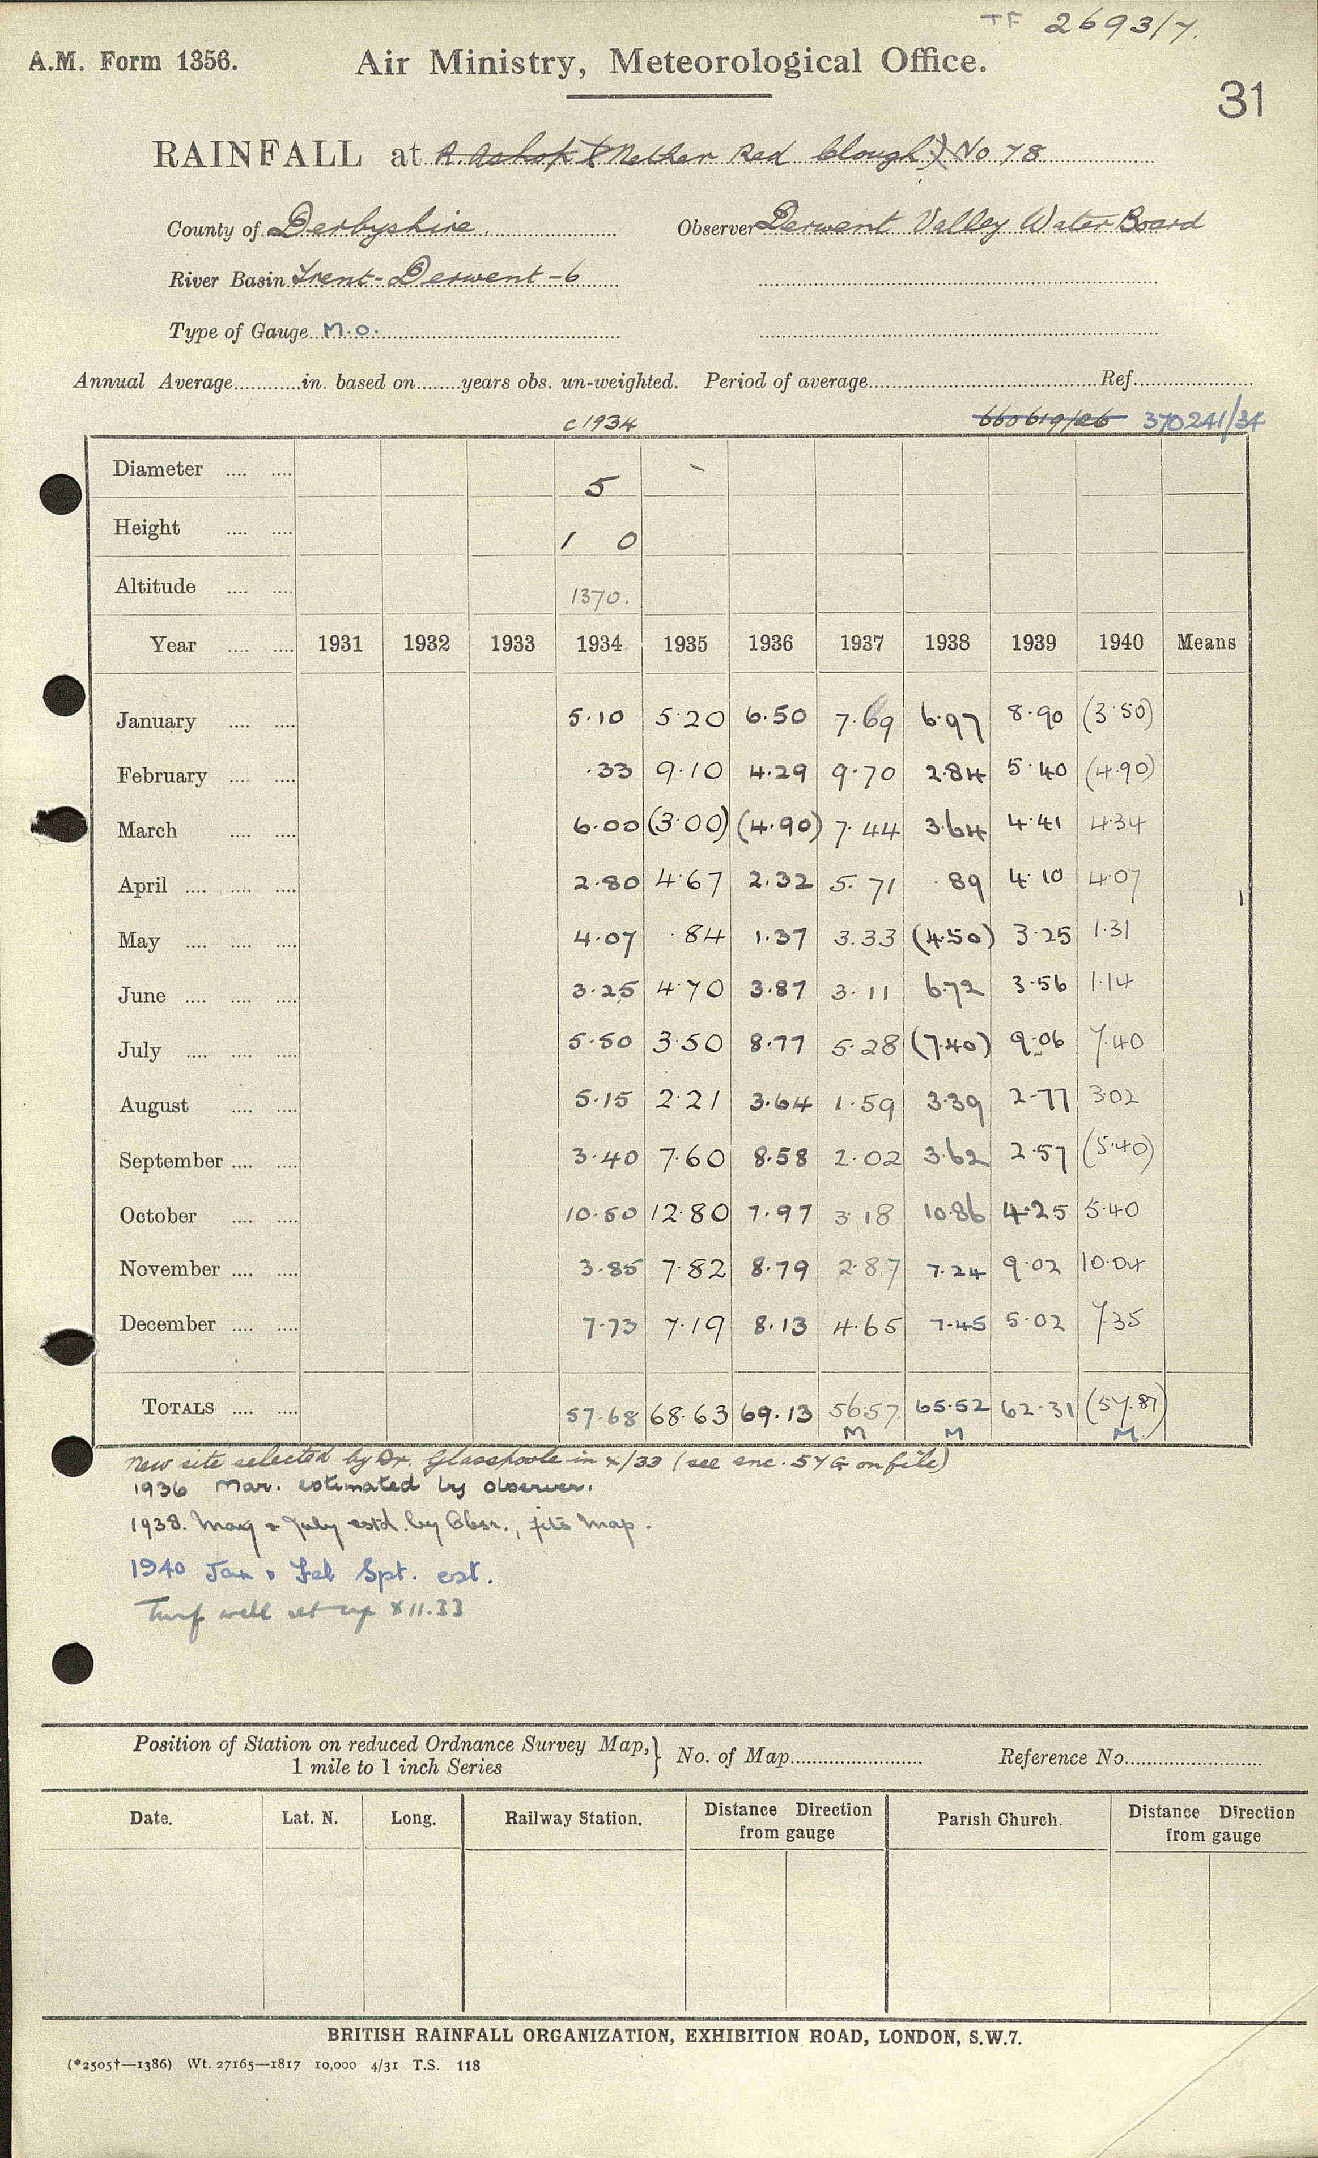 TF 2693/7.
A.M. Form 1356.
Air Ministry, Meteorological Office.
31
RAINFALL at R. Ashop (Nether Red Clough) No 78
County of Derbyshire. Observer Derwent Valley Water Board
River Basin Trent-Derwent-6
Type of Gauge M.O.
Annual Average in. based on years obs. un-weighted. Period of average Ref.
c1934 660619/26 370241/34
Diameter 5
Height 1 0
Altitude 1370.
Year 1931 1932 1933 1934 1935 1936 1937 1938 1939 1940 Means
January 5.10 5.20 6.50 7.69 6.97 8.90 (3.50)
February .33 9.10 4.29 9.70 2.84 5.40 (4.90)
March 6.00 (3.00) (4.90) 7.44 3.64 4.41 4.34
April 2.80 4.67 2.32 5.71 .89 4.10 4.07
May 4.07 .84 1.37 3.33 (4.50) 3.25 1.31
June 3.25 4.70 3.87 3.11 6.72 3.56 1.14
July 5.50 3.50 8.77 5.28 (7.40) 9.06 7.40
August 5.15 2.21 3.64 1.59 3.39 2.77 3.02
September 3.40 7.60 8.58 2.02 3.62 2.57 (5.40)
October 10.50 12.80 7.97 3.18 10.86 4.25 5.40
November 3.85 7.82 8.79 2.87 7.24 9.02 10.04
December 7.73 7.19 8.13 4.65 7.45 5.02 7.35
TOTALS 57.68 68.63 69.13 56.57 65.52 62.31 (57.87)
M M M
New site selected by Dr. Glasspoole in x/33 (see enc. 57G on file)
1936 Mar. estimated by observer.
1938. May & July estd. by Obsr., fits map.
1940 Jan & Feb Spt. est.
Turf wall set up X11.33
Position of Station on reduced Ordnance Survey Map, } No. of Map Reference No.
1 mile to 1 inch Series
Date. Lat. N. Long. Railway Station. Distance Direction from gauge Parish Church. Distance Direction from gauge
BRITISH RAINFALL ORGANIZATION, EXHIBITION ROAD, LONDON, S.W.7.
(*2505†—1386) Wt. 27165—1817 10,000 4/31 T.S. 118